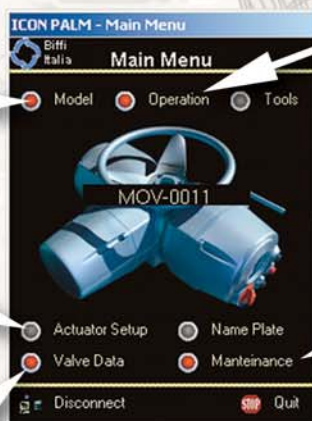 ICON PALM - Main Menu
Biffi
Italia
Main Menu
Model Operation Tools
MOV-0011
Actuator Setup Name Plate
Valve Data Manteinance
Disconnect STOP Quit